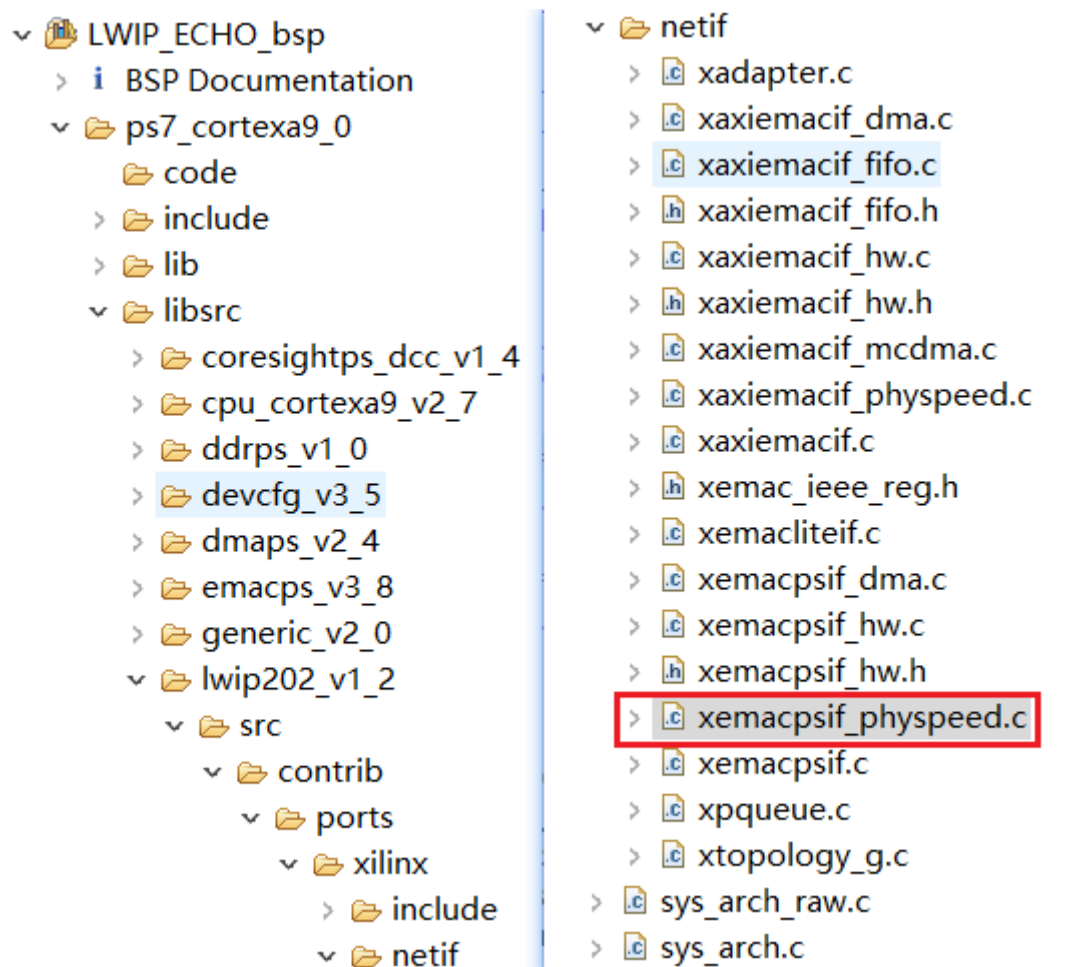 LWIP_ECHO_bsp
BSP Documentation
ps7_cortexa9_0
code
include
lib
libsrc
coresightps_dcc_v1_4
cpu_cortexa9_v2_7
ddrps_v1_0
devcfg_v3_5
dmaps_v2_4
emacps_v3_8
generic_v2_0
lwip202_v1_2
src
contrib
ports
xilinx
include
netif
netif
xadapter.c
xaxiemacif_dma.c
xaxiemacif_fifo.c
xaxiemacif_fifo.h
xaxiemacif_hw.c
xaxiemacif_hw.h
xaxiemacif_mcdma.c
xaxiemacif_physpeed.c
xaxiemacif.c
xemac_ieee_reg.h
xemacliteif.c
xemacpsif_dma.c
xemacpsif_hw.c
xemacpsif_hw.h
xemacpsif_physpeed.c
xemacpsif.c
xpqueue.c
xtopology_g.c
sys_arch_raw.c
sys_arch.c